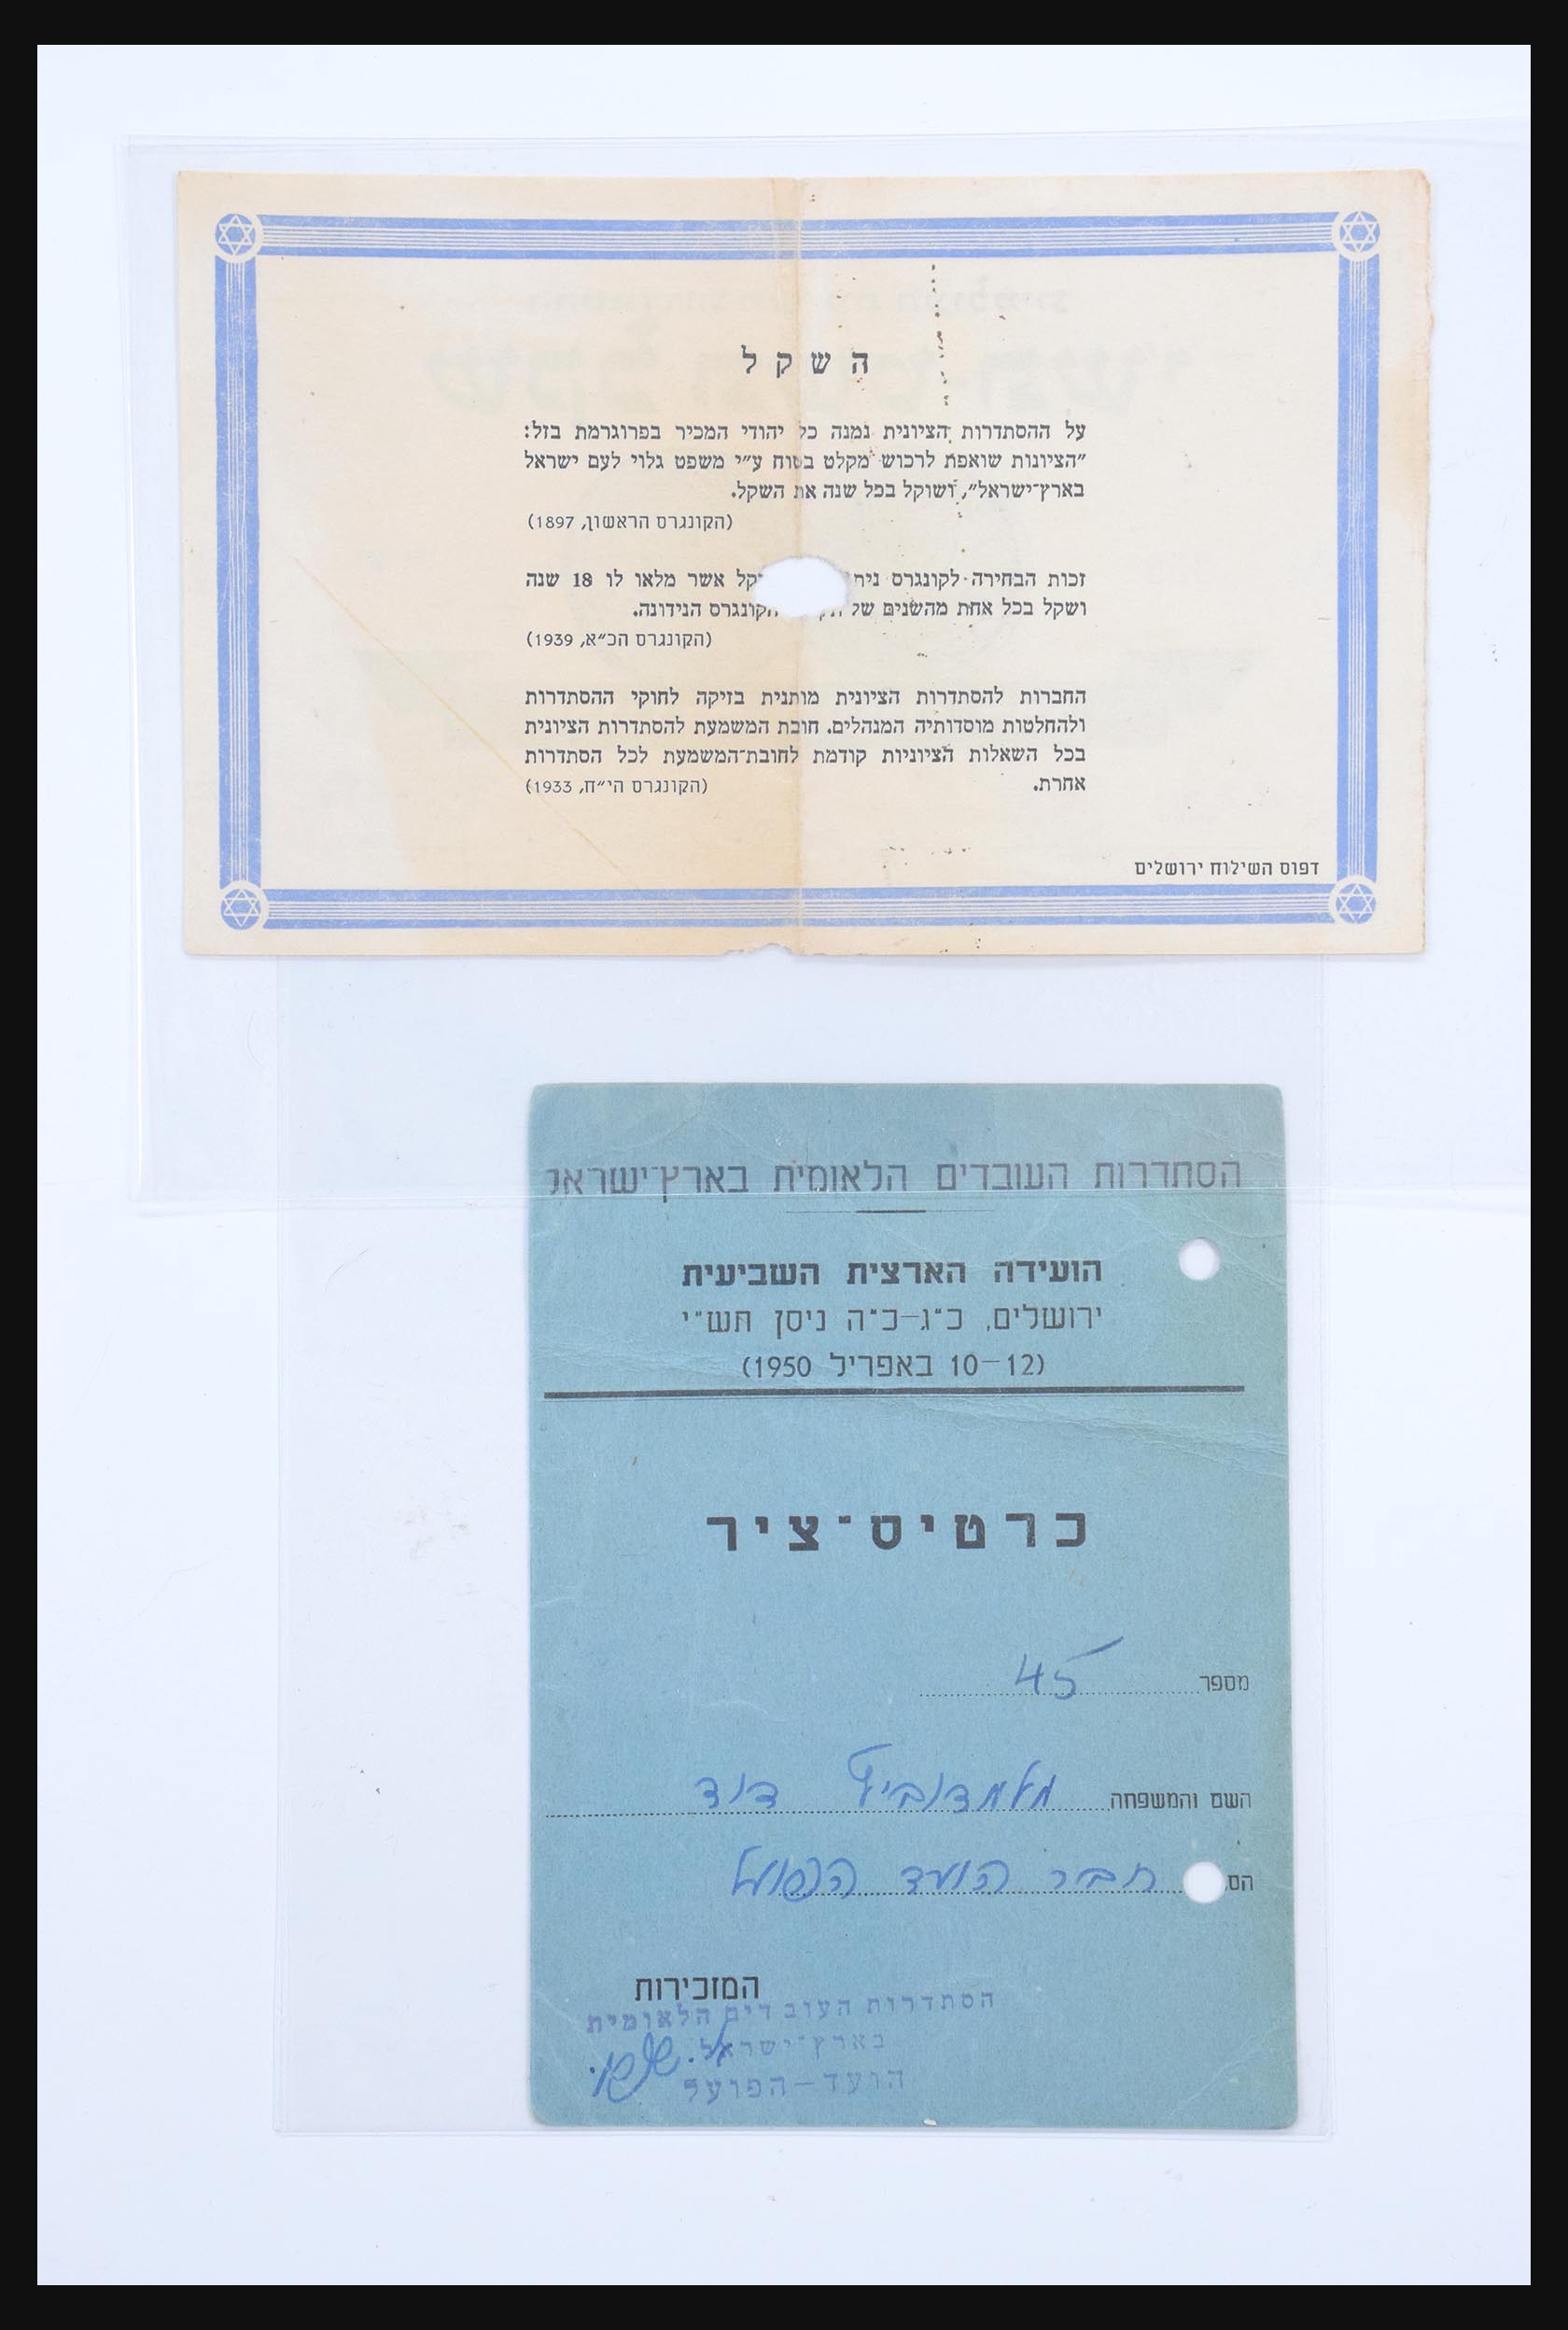 השקל
על ההסתדרות הציונית נמנה כל יהודי המכיר בפרוגרמת בזל:
"הציונות שואפת לרכוש מקלט בטוח ע"י משפט גלוי לעם ישראל
בארץ־ישראל", ושוקל בכל שנה את השקל.
(הקונגרס הראשון, 1897)
זכות הבחירה לקונגרס אשר מלאו לו 18 שנה
ושקל בכל אחת מהשנים של הקונגרס הנידונה.
(הקונגרס הכ"א, 1939)
החברות להסתדרות הציונית מותנית בזיקה לחוקי ההסתדרות
ולהחלטות מוסדותיה המנהלים. חובת המשמעת להסתדרות הציונית
בכל השאלות הציוניות קודמת לחובת־המשמעת לכל הסתדרות
אחרת.
(הקונגרס הי"ח, 1933)
דפוס השילוח ירושלים
הסתדרות העובדים הלאומית בארץ־ישראל
הועידה הארצית השביעית
ירושלים, כ"ג–כ"ה ניסן תש"י
(10–12 באפריל 1950)
כרטיס־ציר
מספר 45
השם והמשפחה דוד
חבר הועד הפועל
המזכירות
הסתדרות העובדים הלאומית
בארץ־ישראל
הועד–הפועל